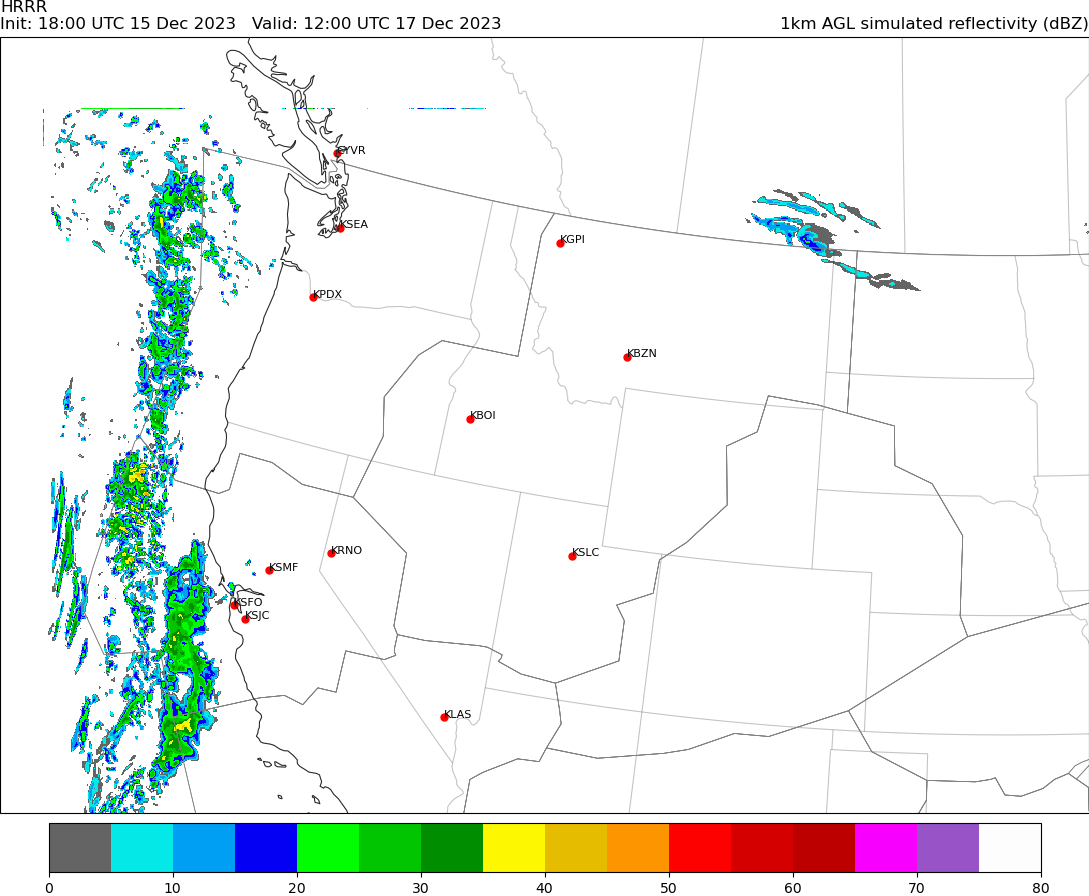 HRRR
Init: 18:00 UTC 15 Dec 2023   Valid: 12:00 UTC 17 Dec 2023   1km AGL simulated reflectivity (dBZ)
CYVR
KSEA
KGPI
KPDX
KBZN
KBOI
KRNO
KSLC
KSMF
KSFO
KSJC
KLAS
0 10 20 30 40 50 60 70 80